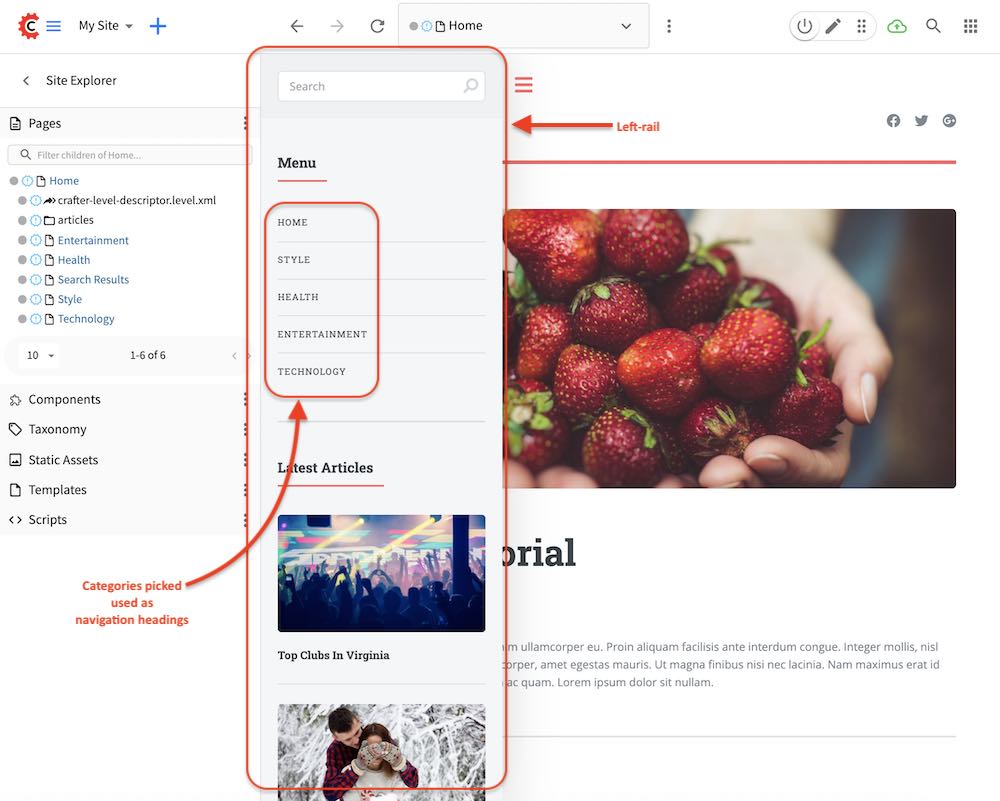 My Site
Home
Site Explorer
Pages
Filter children of Home...
Home
crafter-level-descriptor.level.xml
articles
Entertainment
Health
Search Results
Style
Technology
10
1-6 of 6
Components
Taxonomy
Static Assets
Templates
Scripts
Categories picked
used as
navigation headings
Search
Menu
HOME
STYLE
HEALTH
ENTERTAINMENT
TECHNOLOGY
Latest Articles
Top Clubs In Virginia
Left-rail
orial
m ullamcorper eu. Proin aliquam facilisis ante interdum congue. Integer mollis, nisl
corper, amet egestas mauris. Ut magna finibus nisi nec lacinia. Nam maximus erat id
ac quam. Lorem ipsum dolor sit nullam.